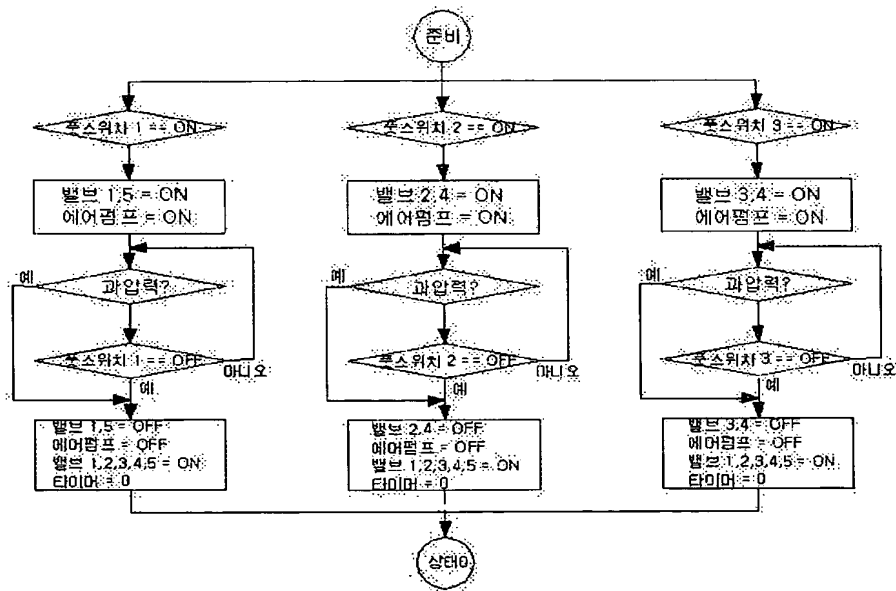 준비
풋스위치 1 == ON
풋스위치 2 == ON
풋스위치 3 == ON
밸브 1,5 = ON
에어펌프 = ON
밸브 2,4 = ON
에어펌프 = ON
밸브 3,4 = ON
에어펌프 = ON
예
과압력?
예
과압력?
예
과압력?
풋스위치 1 == OFF
아니오
예
풋스위치 2 == OFF
아니오
예
풋스위치 3 == OFF
아니오
예
밸브 1,5 = OFF
에어펌프 = OFF
밸브 1,2,3,4,5 = ON
타이머 = 0
밸브 2,4 = OFF
에어펌프 = OFF
밸브 1,2,3,4,5 = ON
타이머 = 0
밸브 3,4 = OFF
에어펌프 = OFF
밸브 1,2,3,4,5 = ON
타이머 = 0
상태0